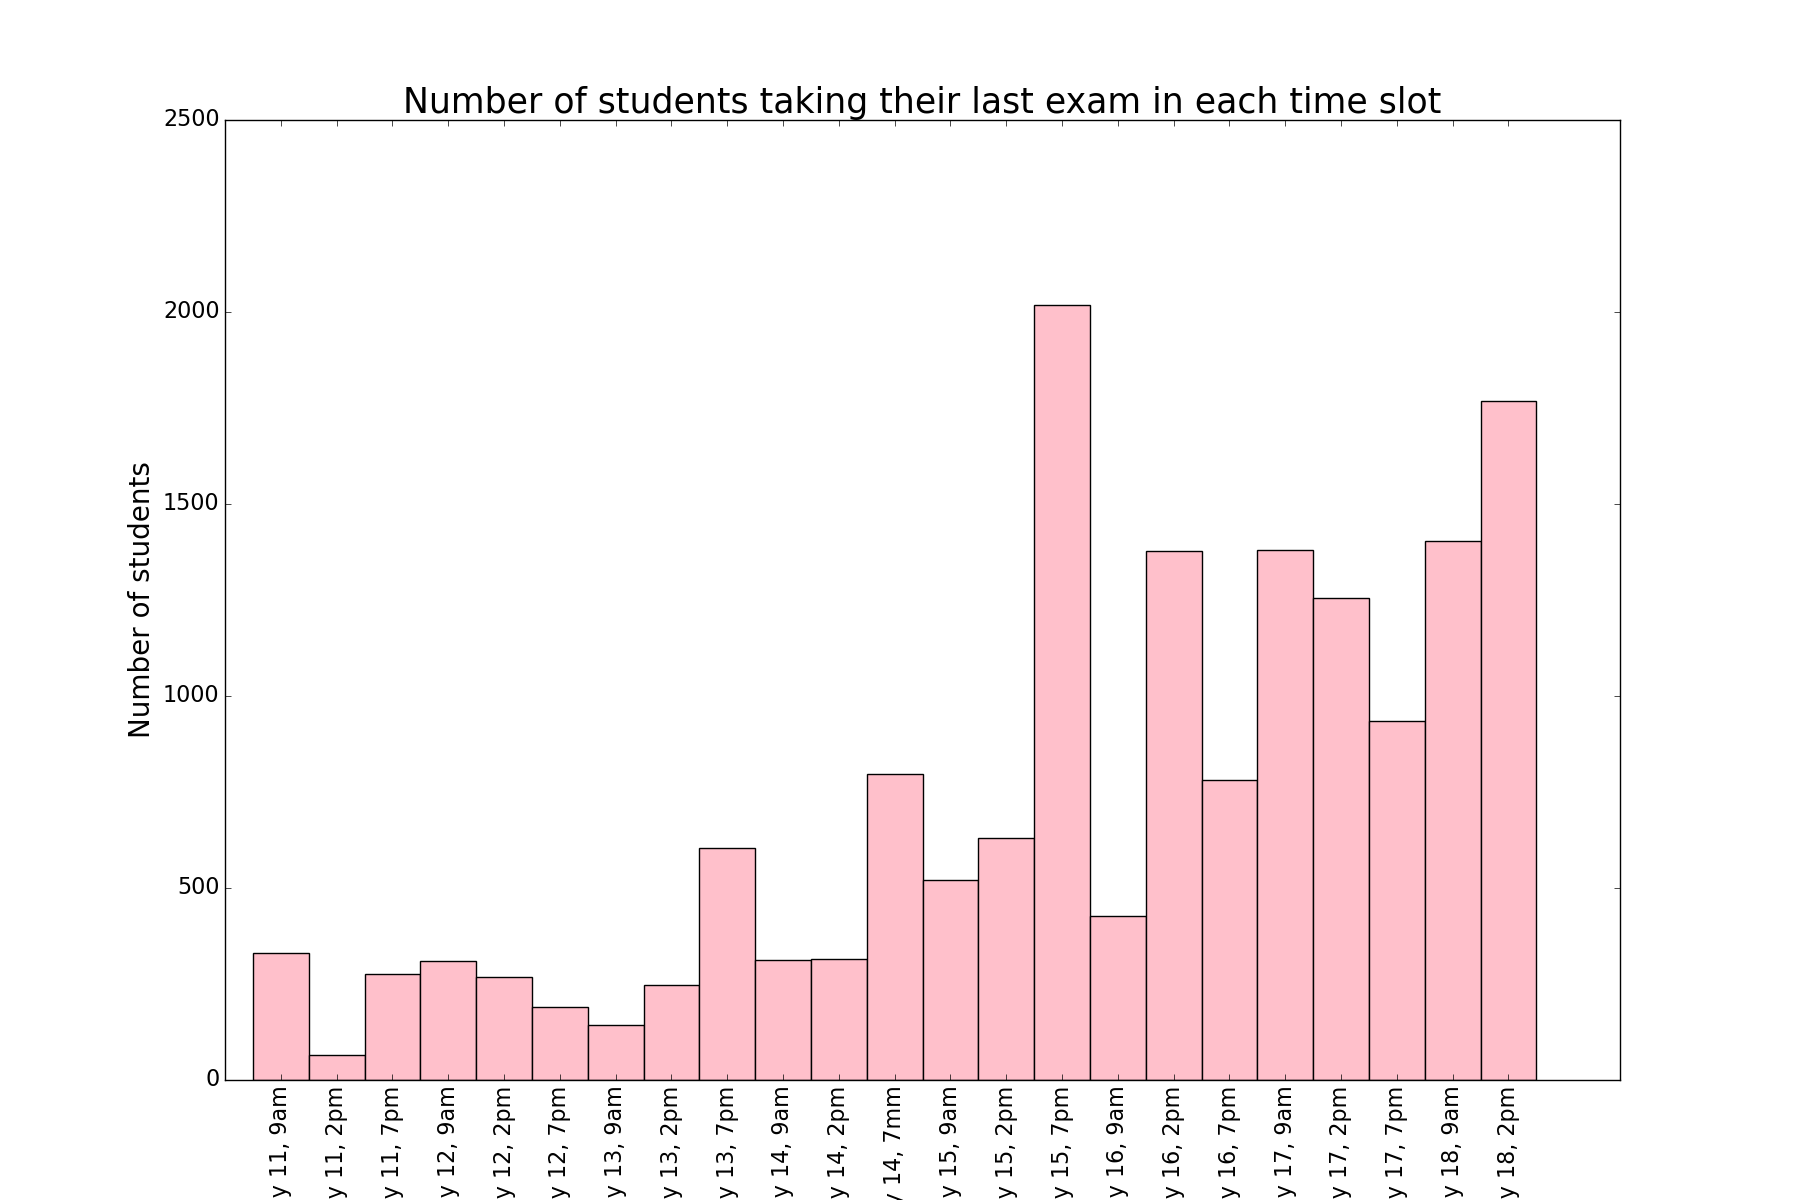 Number of students taking their last exam in each time slot
Number of students
2500
2000
1500
1000
500
0
y 11, 9am
y 11, 2pm
y 11, 7pm
y 12, 9am
y 12, 2pm
y 12, 7pm
y 13, 9am
y 13, 2pm
y 13, 7pm
y 14, 9am
y 14, 2pm
y 14, 7mm
y 15, 9am
y 15, 2pm
y 15, 7pm
y 16, 9am
y 16, 2pm
y 16, 7pm
y 17, 9am
y 17, 2pm
y 17, 7pm
y 18, 9am
y 18, 2pm